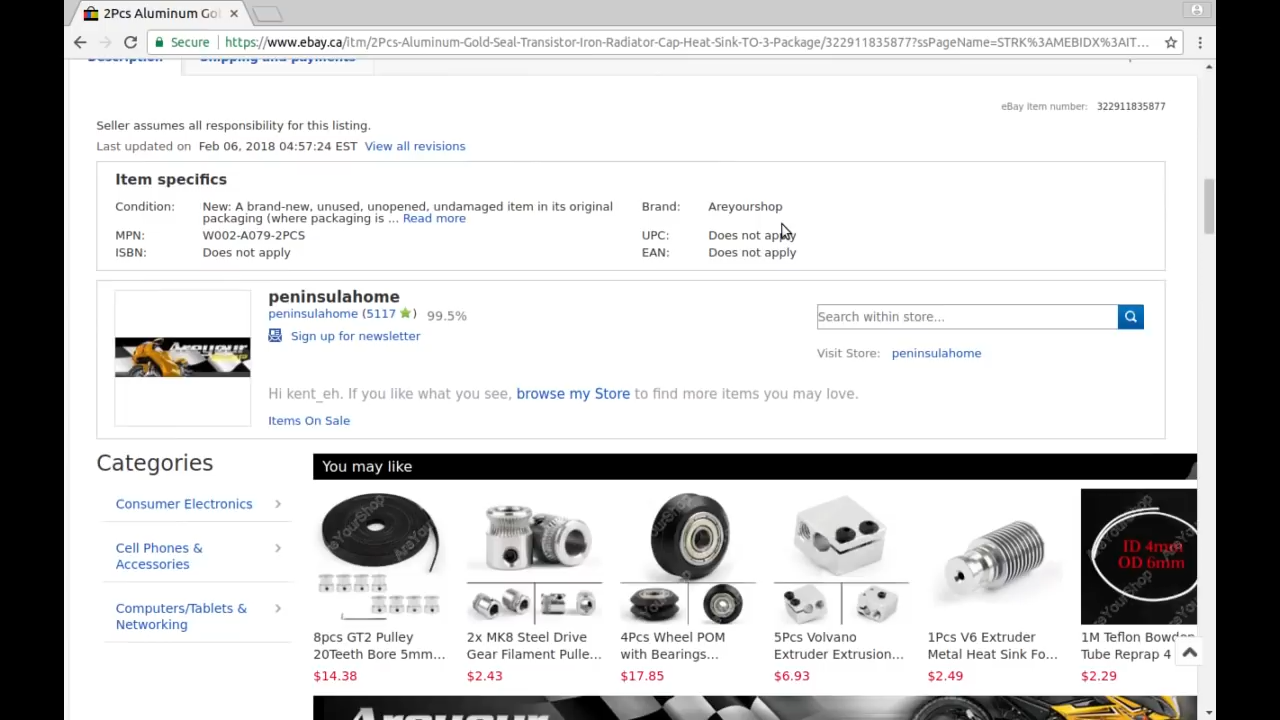 2Pcs Aluminum Go
Secure
https://www.ebay.ca/itm/2Pcs-Aluminum-Gold-Seal-Transistor-Iron-Radiator-Cap-Heat-Sink-TO-3-Package/322911835877?ssPageName=STRK%3AMEBIDX%3AIT...
Description
Shipping and payments
eBay Item number: 322911835877
Seller assumes all responsibility for this listing.
Last updated on Feb 06, 2018 04:57:24 EST View all revisions
Item specifics
Condition: New: A brand-new, unused, unopened, undamaged item in its original
packaging (where packaging is ... Read more
Brand: Areyourshop
MPN: W002-A079-2PCS
UPC: Does not apply
ISBN: Does not apply
EAN: Does not apply
peninsulahome
peninsulahome (5117 ) 99.5%
Sign up for newsletter
Search within store...
Visit Store: peninsulahome
Hi kent_eh. If you like what you see, browse my Store to find more items you may love.
Items On Sale
Categories
Consumer Electronics
Cell Phones &
Accessories
Computers/Tablets &
Networking
You may like
AreYourShop
ID 4mm
OD 6mm
8pcs GT2 Pulley
20Teeth Bore 5mm...
$14.38
2x MK8 Steel Drive
Gear Filament Pulle...
$2.43
4Pcs Wheel POM
with Bearings...
$17.85
5Pcs Volvano
Extruder Extrusion...
$6.93
1Pcs V6 Extruder
Metal Heat Sink Fo...
$2.49
1M Teflon Bowden
Tube Reprap 4
$2.29
Areyour